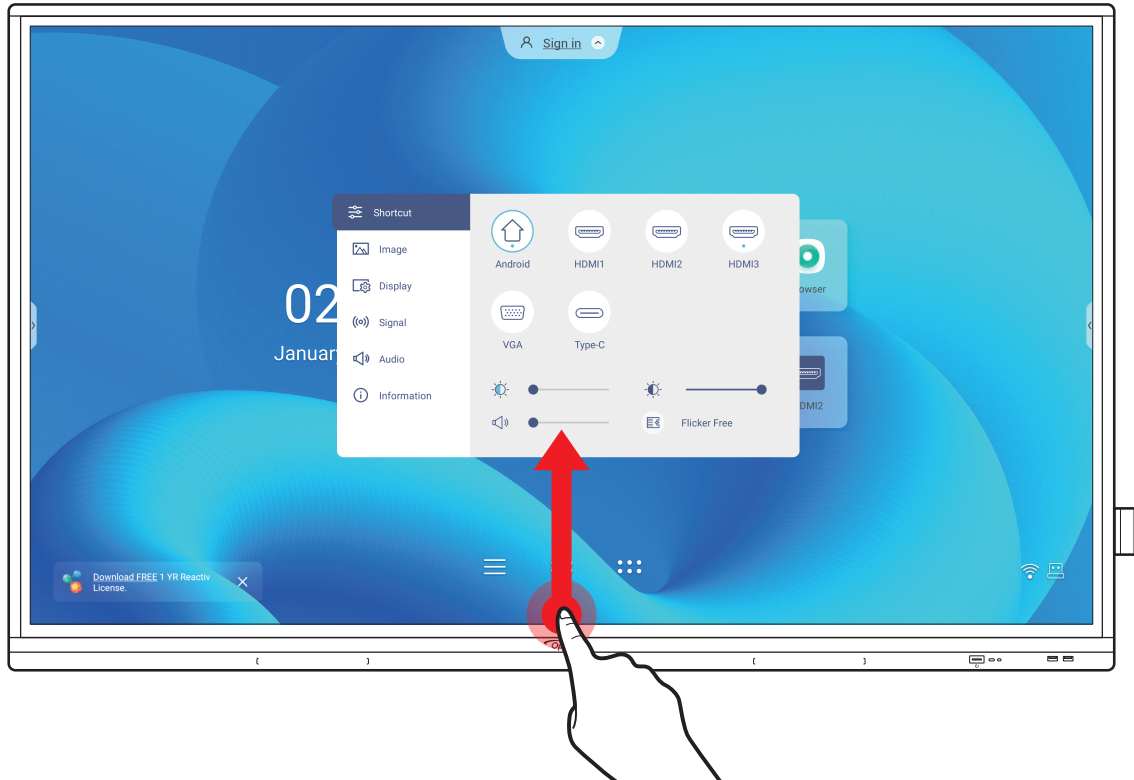 Sign in
Shortcut
Image
Display
Signal
Audio
Information
Android
HDMI1
HDMI2
HDMI3
VGA
Type-C
Flicker Free
02
Januar
owser
DMI2
Download FREE 1 YR Reactiv
License.